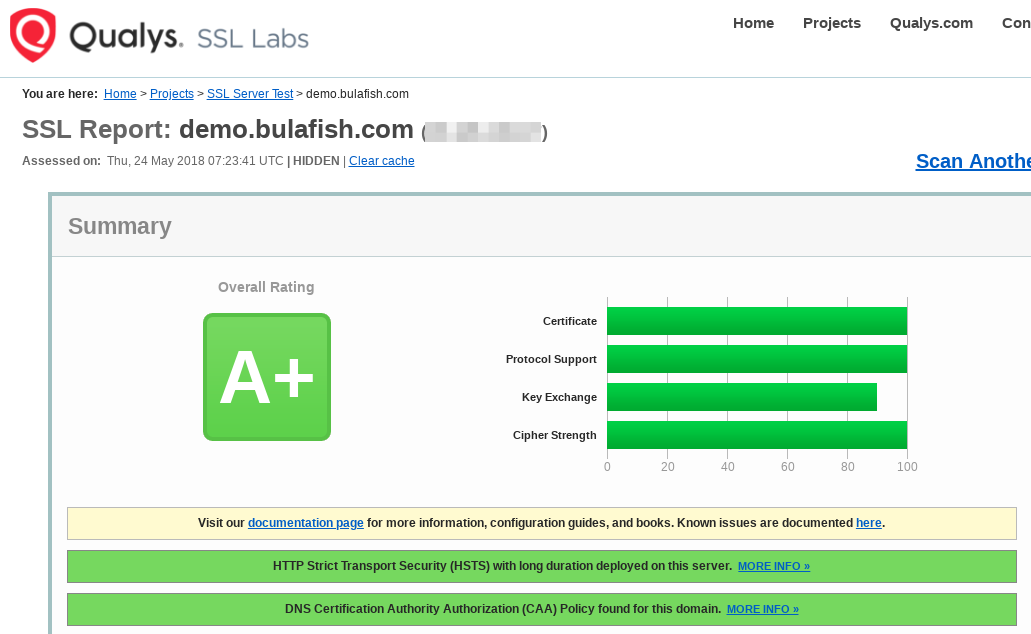 Qualys. SSL Labs
Home Projects Qualys.com Con
You are here: Home > Projects > SSL Server Test > demo.bulafish.com
SSL Report: demo.bulafish.com ( )
Assessed on: Thu, 24 May 2018 07:23:41 UTC | HIDDEN | Clear cache
Scan Anothe
Summary
Overall Rating
A+
Certificate
Protocol Support
Key Exchange
Cipher Strength
0 20 40 60 80 100
Visit our documentation page for more information, configuration guides, and books. Known issues are documented here.
HTTP Strict Transport Security (HSTS) with long duration deployed on this server. MORE INFO »
DNS Certification Authority Authorization (CAA) Policy found for this domain. MORE INFO »